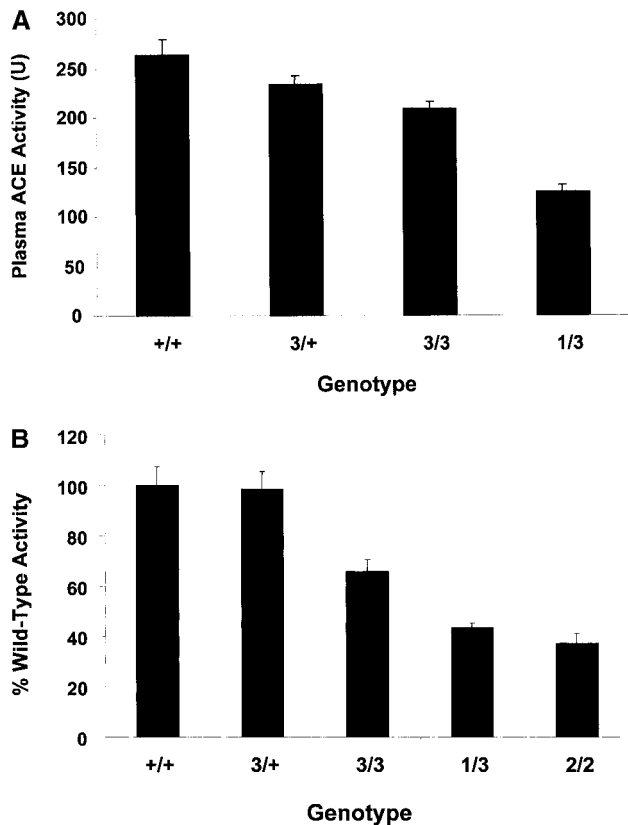 A
Plasma ACE Activity (U)
300
250
200
150
100
50
0
+/+ 3/+ 3/3 1/3
Genotype
B
% Wild-Type Activity
120
100
80
60
40
20
0
+/+ 3/+ 3/3 1/3 2/2
Genotype